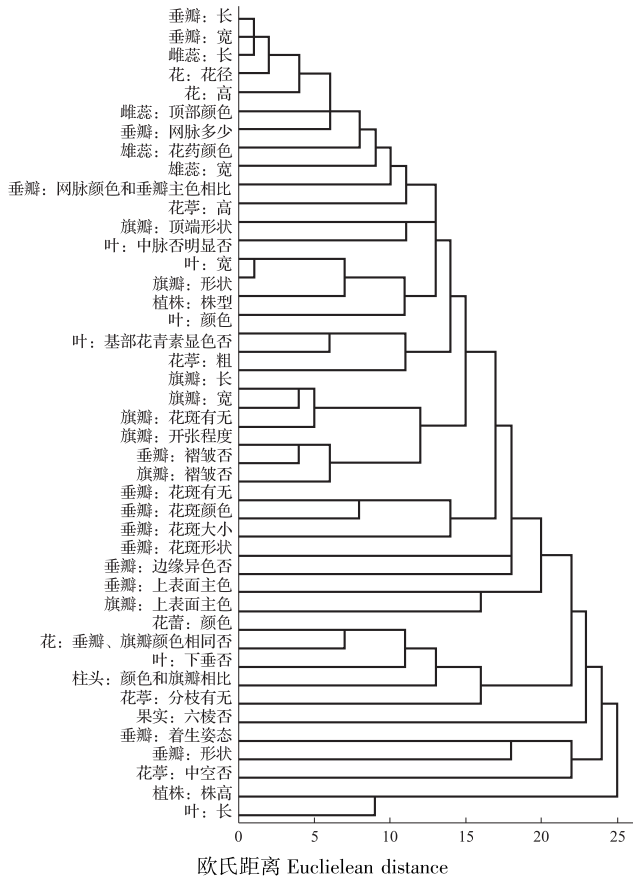 垂瓣：长
垂瓣：宽
雌蕊：长
花：花径
花：高
雌蕊：顶部颜色
垂瓣：网脉多少
雄蕊：花药颜色
雄蕊：宽
垂瓣：网脉颜色和垂瓣主色相比
花葶：高
旗瓣：顶端形状
叶：中脉否明显否
叶：宽
旗瓣：形状
植株：株型
叶：颜色
叶：基部花青素显色否
花葶：粗
旗瓣：长
旗瓣：宽
旗瓣：花斑有无
旗瓣：开张程度
垂瓣：褶皱否
旗瓣：褶皱否
垂瓣：花斑有无
垂瓣：花斑颜色
垂瓣：花斑大小
垂瓣：花斑形状
垂瓣：边缘异色否
垂瓣：上表面主色
旗瓣：上表面主色
花蕾：颜色
花：垂瓣、旗瓣颜色相同否
叶：下垂否
柱头：颜色和旗瓣相比
花葶：分枝有无
果实：六棱否
垂瓣：着生姿态
垂瓣：形状
花葶：中空否
植株：株高
叶：长
0 5 10 15 20 25
欧氏距离 Euclielean distance